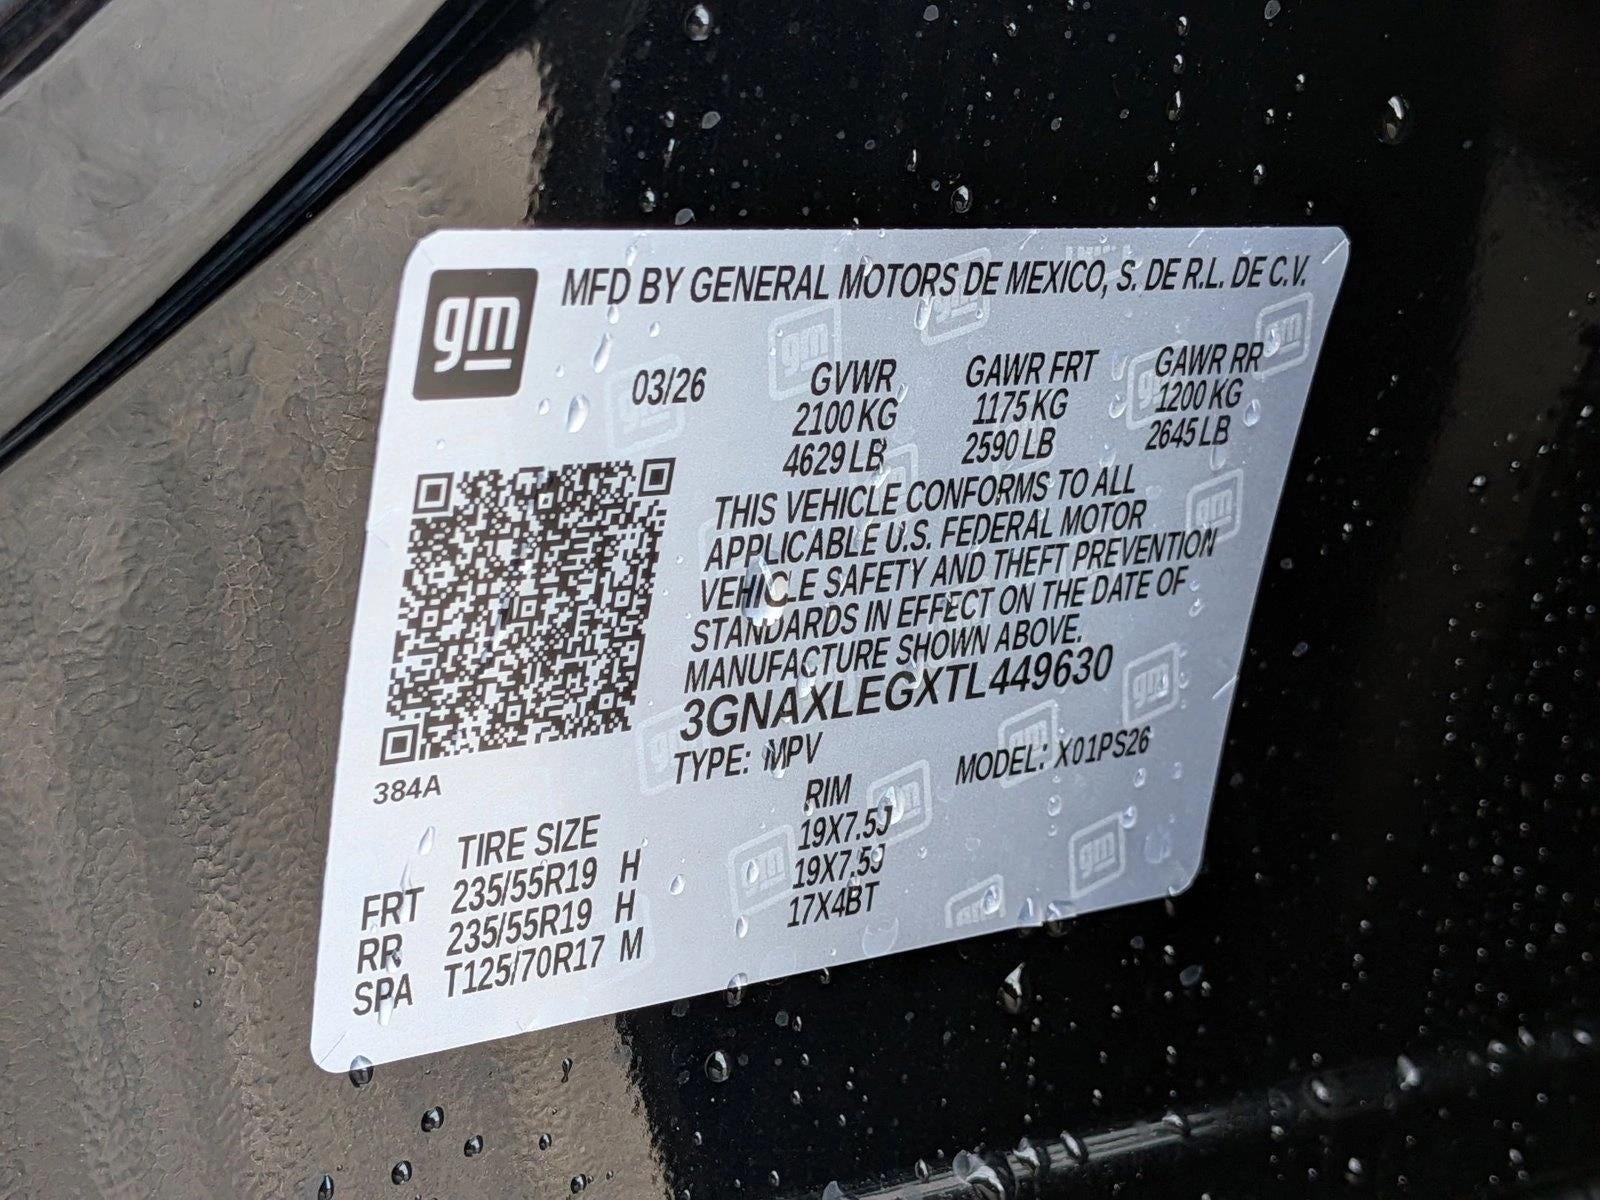 gm
MFD BY GENERAL MOTORS DE MEXICO, S. DE R.L. DE C.V.
03/26 GVWR GAWR FRT GAWR RR
2100 KG 1175 KG 1200 KG
4629 LB 2590 LB 2645 LB
THIS VEHICLE CONFORMS TO ALL
APPLICABLE U.S. FEDERAL MOTOR
VEHICLE SAFETY AND THEFT PREVENTION
STANDARDS IN EFFECT ON THE DATE OF
MANUFACTURE SHOWN ABOVE.
3GNAXLEGXTL449630
TYPE: MPV MODEL: X01PS26
384A
TIRE SIZE RIM
FRT 235/55R19 H 19X7.5J
RR 235/55R19 H 19X7.5J
SPA T125/70R17 M 17X4BT